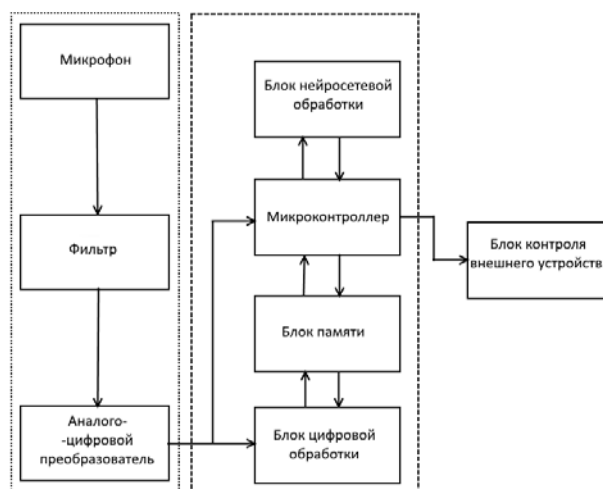 Микрофон
Фильтр
Аналого-
-цифровой
преобразователь
Блок нейросетевой
обработки
Микроконтроллер
Блок памяти
Блок цифровой
обработки
Блок контроля
внешнего устройств